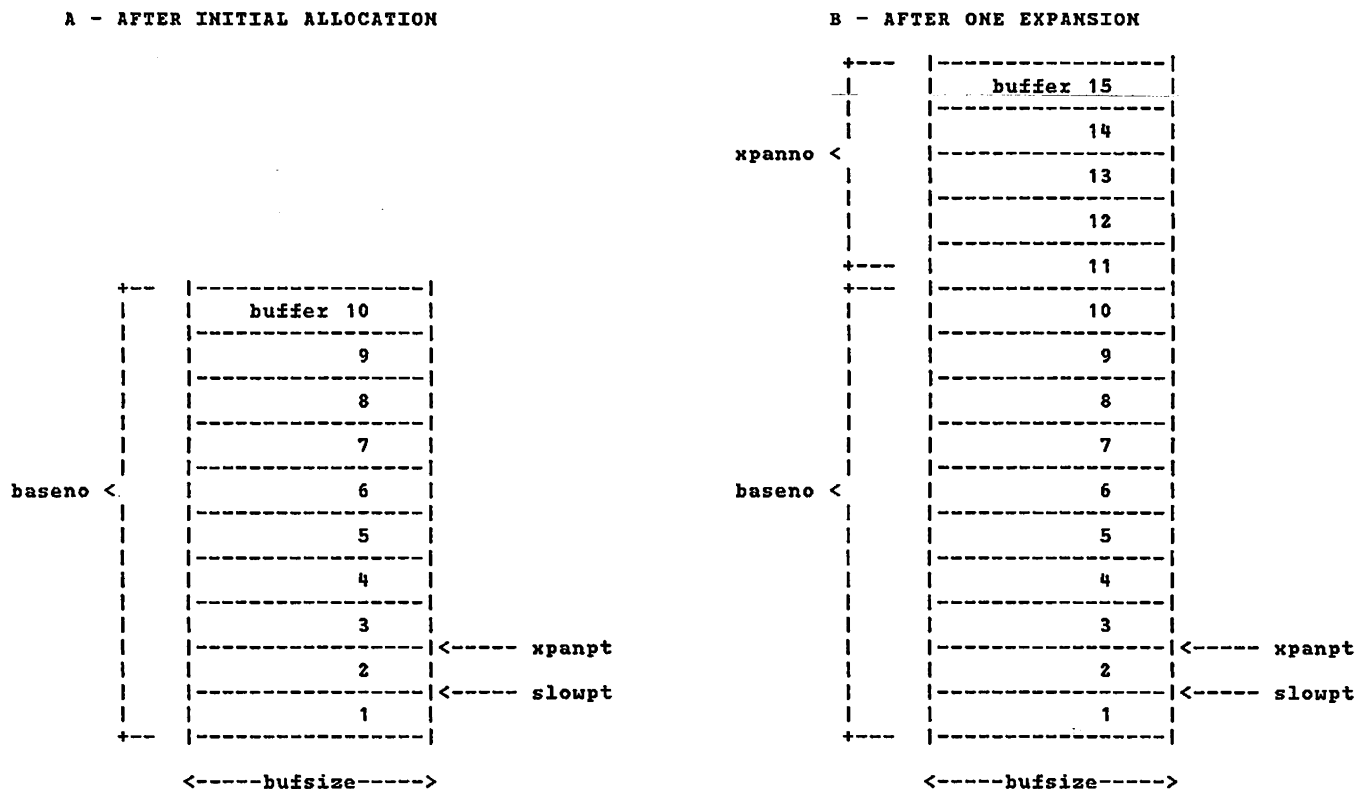 A - AFTER INITIAL ALLOCATION B - AFTER ONE EXPANSION
buffer 15
14
xpanno <
13
12
11
buffer 10 10
9 9
8 8
7 7
baseno < 6 baseno < 6
5 5
4 4
3 3
<----- xpanpt <----- xpanpt
2 2
<----- slowpt <----- slowpt
1 1
<-----bufsize-----> <-----bufsize----->